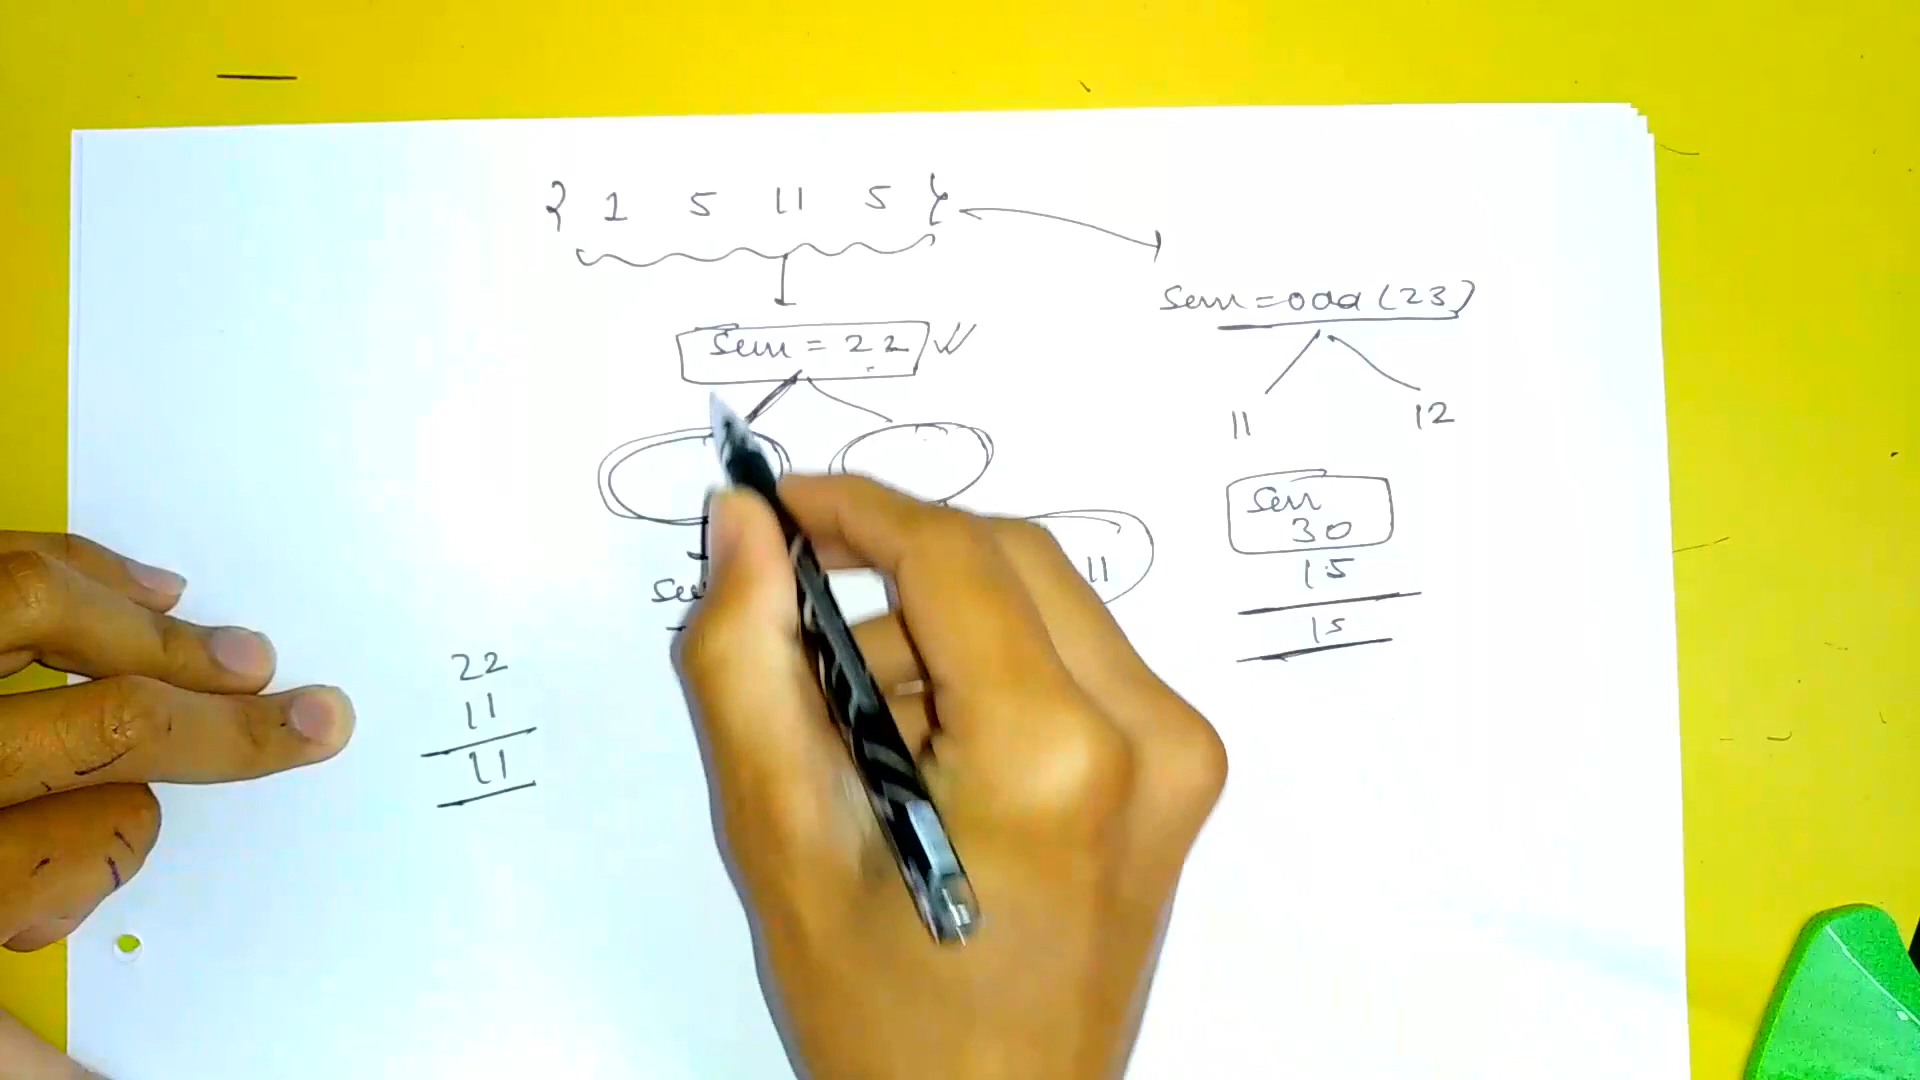 { 1 5 11 5 }
Sum = 22
Sum = odd (23)
11 12
Sum
30
15
15
11
22
11
11